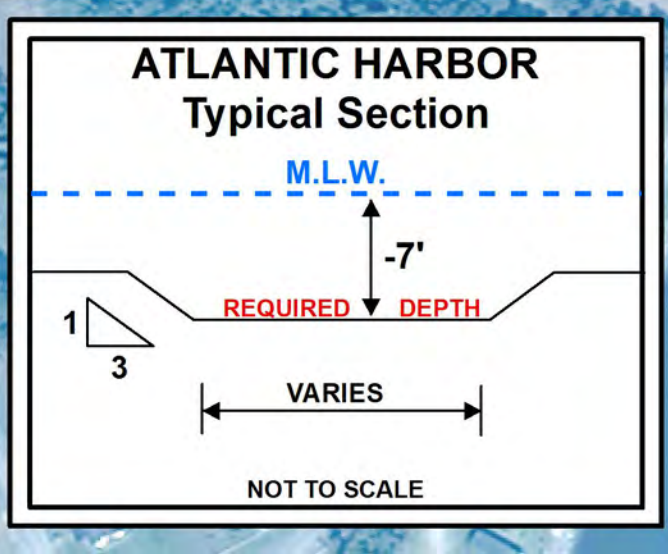 ATLANTIC HARBOR
Typical Section
M.L.W.
-7'
REQUIRED DEPTH
1
3
VARIES
NOT TO SCALE